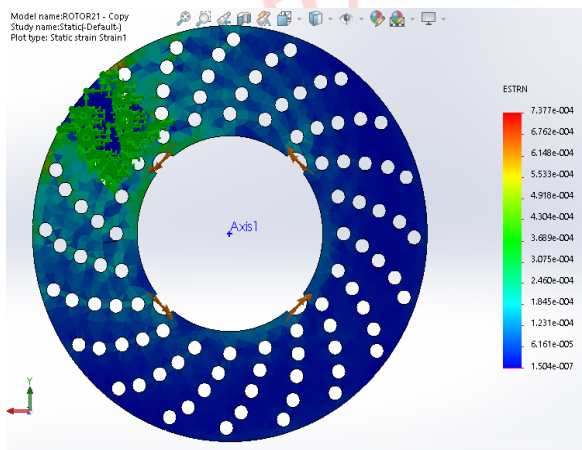 Model name:ROTOR21 - Copy
Study name:Static(-Default-)
Plot type: Static strain Strain1
ESTRN
7.377e-004
6.762e-004
6.148e-004
5.533e-004
4.918e-004
4.304e-004
3.689e-004
3.075e-004
2.460e-004
1.845e-004
1.231e-004
6.161e-005
1.504e-007
Axis1
Y